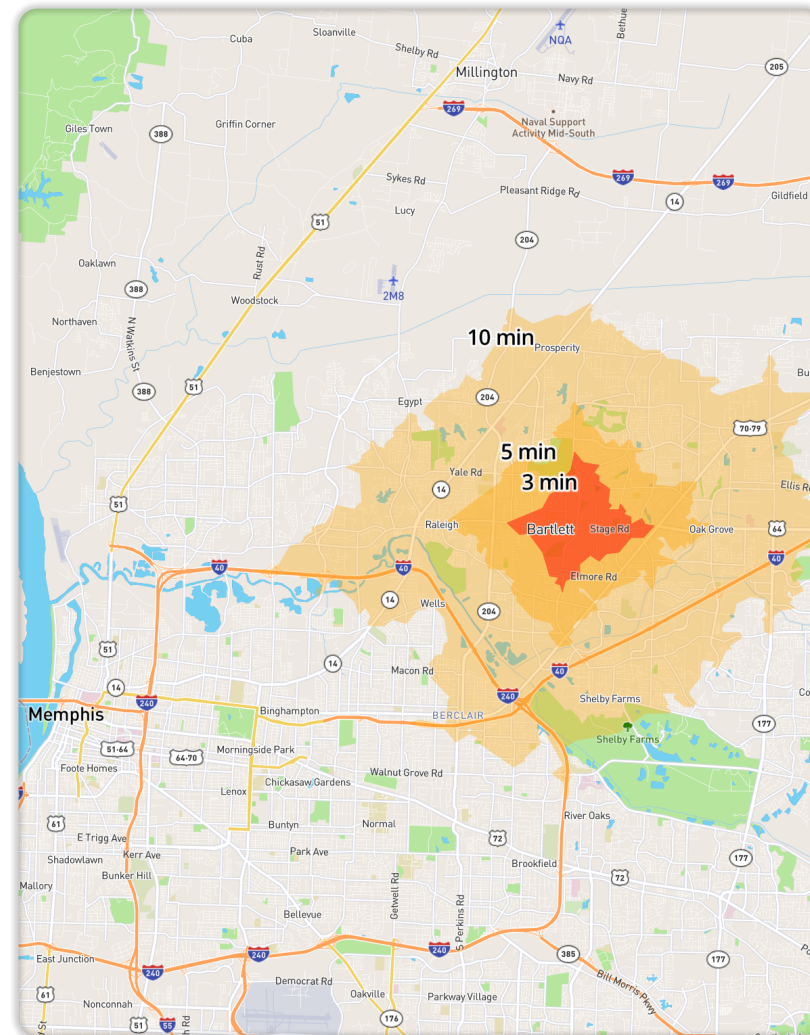 Sloanville
Cuba
Bethue
NQA
Shelby Rd
205
Millington
Navy Rd
269
Naval Support
Activity Mid-South
Giles Town
388
Griffin Corner
Sykes Rd
269
269
Pleasant Ridge Rd
Gildfield
14
Lucy
51
204
Rust Rd
Oaklawn
388
2M8
Woodstock
Northaven
N Watkins St
10 min
Prosperity
Benjestown
51
Bu
388
204
Egypt
70-79
5 min
Yale Rd
3 min
Ellis R
14
51
Raleigh
Bartlett
Stage Rd
Oak Grove
64
40
40
40
Elmore Rd
14
Wells
204
51
14
Macon Rd
40
14
240
240
Shelby Farms
Co
Memphis
Binghampton
BERCLAIR
177
51-64
64-70
Morningside Park
Shelby Farms
Foote Homes
Walnut Grove Rd
Chickasaw Gardens
Lenox
61
Buntyn
Normal
River Oaks
E Trigg Ave
72
Kerr Ave
Park Ave
177
Shadowlawn
Brookfield
Bunker Hill
72
Mallory
Getwell Rd
S Perkins Rd
Bellevue
240
240
385
East Junction
240
177
Po
Bill Morris Pkwy
Democrat Rd
61
Oakville
Parkway Village
Nonconnah
51
55
h Rd
176
d St